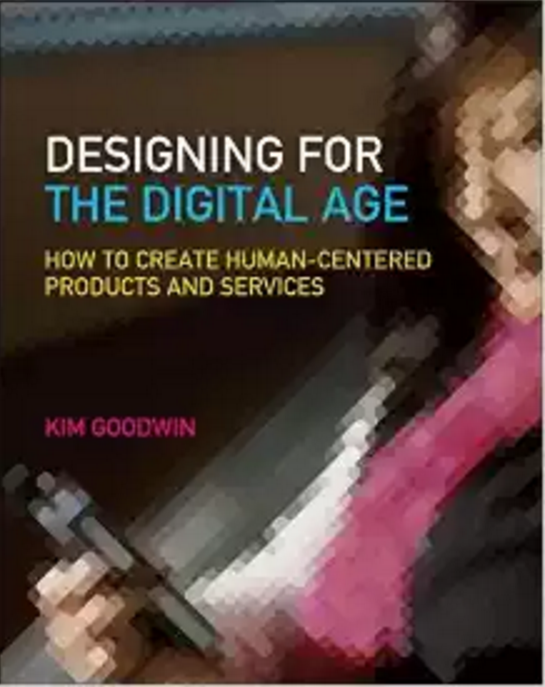 DESIGNING FOR
THE DIGITAL AGE
HOW TO CREATE HUMAN-CENTERED
PRODUCTS AND SERVICES
KIM GOODWIN